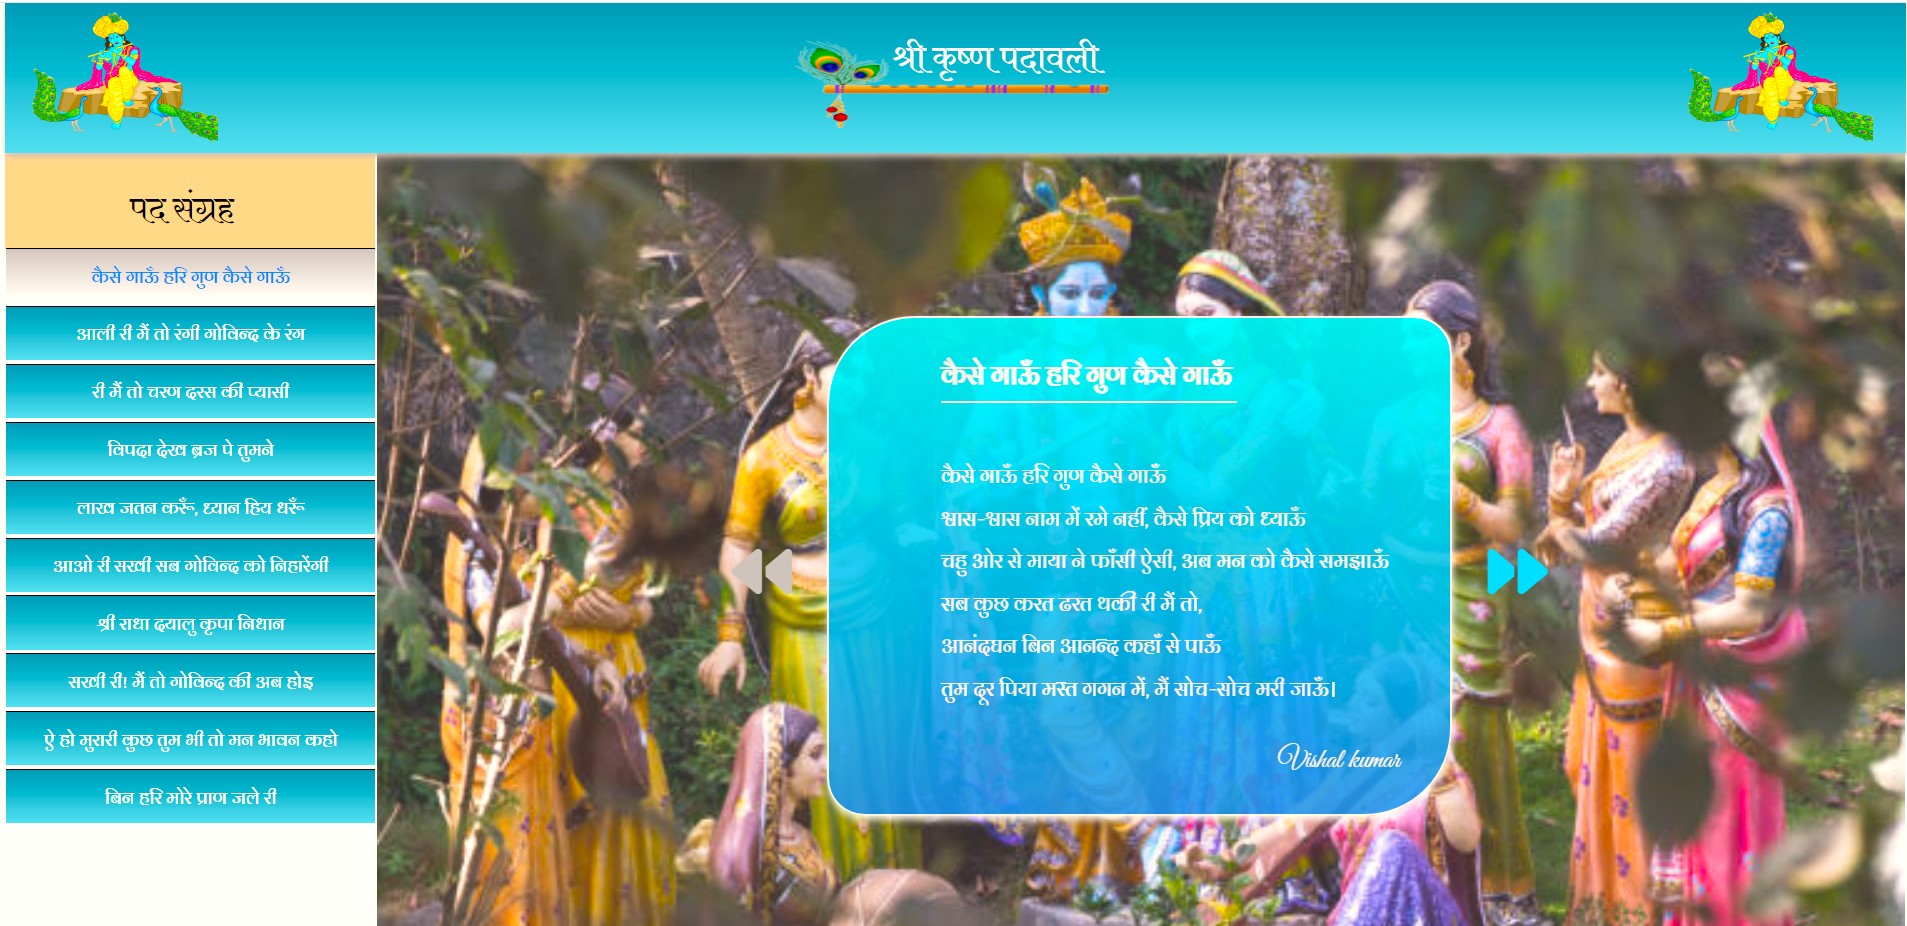 श्री कृष्ण पदावली
पद संग्रह
कैसे गाऊँ हरि गुण कैसे गाऊँ
आली री मैं तो रंगी गोविन्द के रंग
री मैं तो चरण दरस की प्यासी
विपदा देख ब्रज पे तुमने
लाख जतन करूँ, ध्यान हिय धरूँ
आओ री सखी सब गोविन्द को निहारेंगी
श्री राधा दयालु कृपा निधान
सखी री! मैं तो गोविन्द की अब होइ
ऐ हो मुरारी कुछ तुम भी तो मन भावन कहो
बिन हरि मोरे प्राण जले री
कैसे गाऊँ हरि गुण कैसे गाऊँ
कैसे गाऊँ हरि गुण कैसे गाऊँ
श्वास-श्वास नाम में रमे नहीं, कैसे प्रिय को ध्याऊँ
चहु ओर से माया ने फाँसी ऐसी, अब मन को कैसे समझाऊँ
सब कुछ करत ढरत थकी री मैं तो,
आनंदघन बिन आनन्द कहाँ से पाऊँ
तुम दूर पिया मस्त गगन में, मैं सोच-सोच मरी जाऊँ।
Vishal kumar